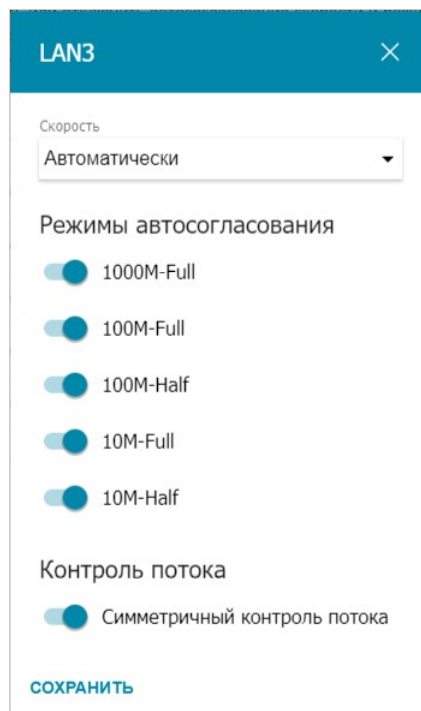 LAN3
Скорость
Автоматически
Режимы автосогласования
1000M-Full
100M-Full
100M-Half
10M-Full
10M-Half
Контроль потока
Симметричный контроль потока
СОХРАНИТЬ